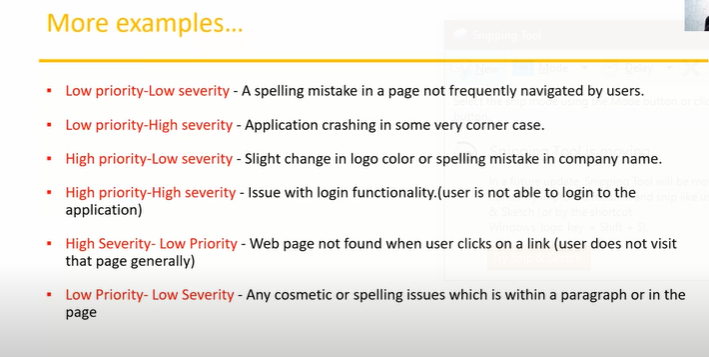 More examples...
▪ Low priority-Low severity - A spelling mistake in a page not frequently navigated by users.
▪ Low priority-High severity - Application crashing in some very corner case.
▪ High priority-Low severity - Slight change in logo color or spelling mistake in company name.
▪ High priority-High severity - Issue with login functionality.(user is not able to login to the
application)
▪ High Severity- Low Priority - Web page not found when user clicks on a link (user does not visit
that page generally)
▪ Low Priority- Low Severity - Any cosmetic or spelling issues which is within a paragraph or in the
page
Snipping Tool